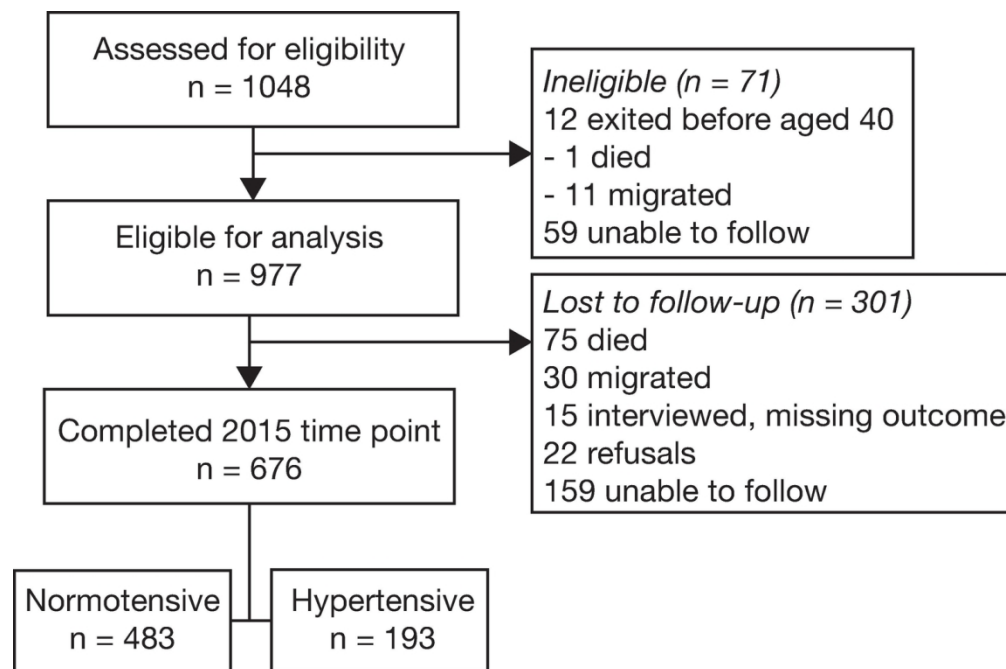 Assessed for eligibility
n = 1048
Ineligible (n = 71)
12 exited before aged 40
- 1 died
- 11 migrated
59 unable to follow
Eligible for analysis
n = 977
Lost to follow-up (n = 301)
75 died
30 migrated
15 interviewed, missing outcome
22 refusals
159 unable to follow
Completed 2015 time point
n = 676
Normotensive
n = 483
Hypertensive
n = 193